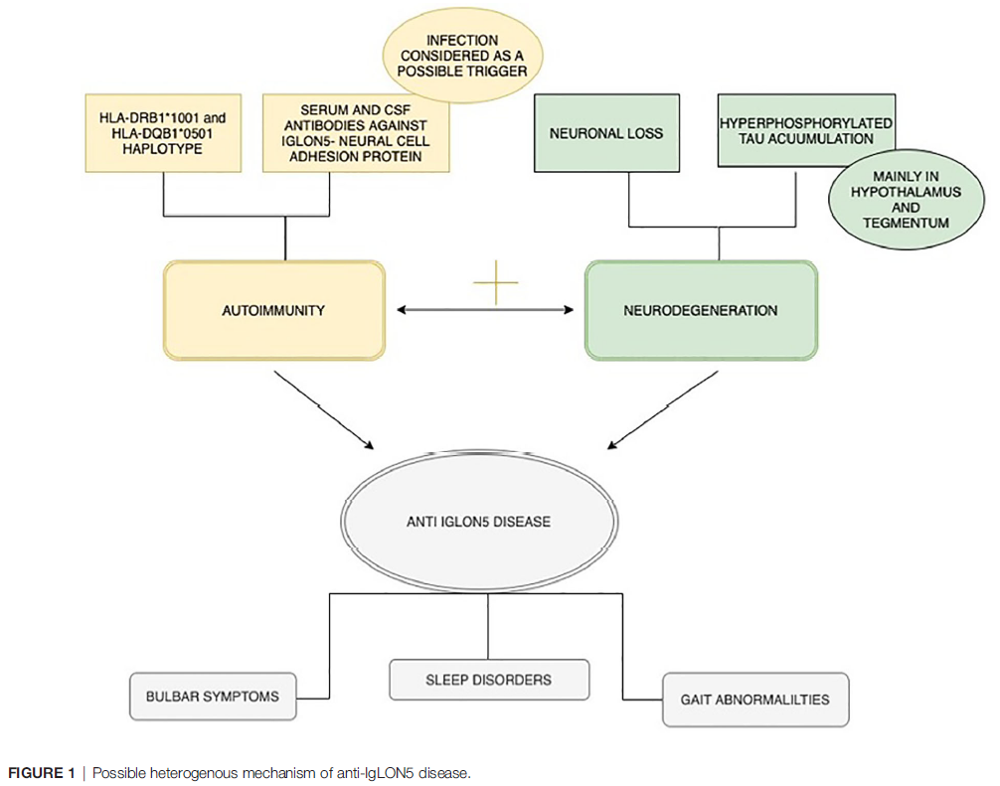 INFECTION
CONSIDERED AS A
POSSIBLE TRIGGER
HLA-DRB1*1001 and
HLA-DQB1*0501
HAPLOTYPE
SERUM AND CSF
ANTIBODIES AGAINST
IGLON5- NEURAL CELL
ADHESION PROTEIN
NEURONAL LOSS
HYPERPHOSPHORYLATED
TAU ACUUMULATION
MAINLY IN
HYPOTHALAMUS
AND
TEGMENTUM
AUTOIMMUNITY
NEURODEGENERATION
ANTI IGLON5 DISEASE
BULBAR SYMPTOMS
SLEEP DISORDERS
GAIT ABNORMALILTIES
FIGURE 1 | Possible heterogenous mechanism of anti-IgLON5 disease.